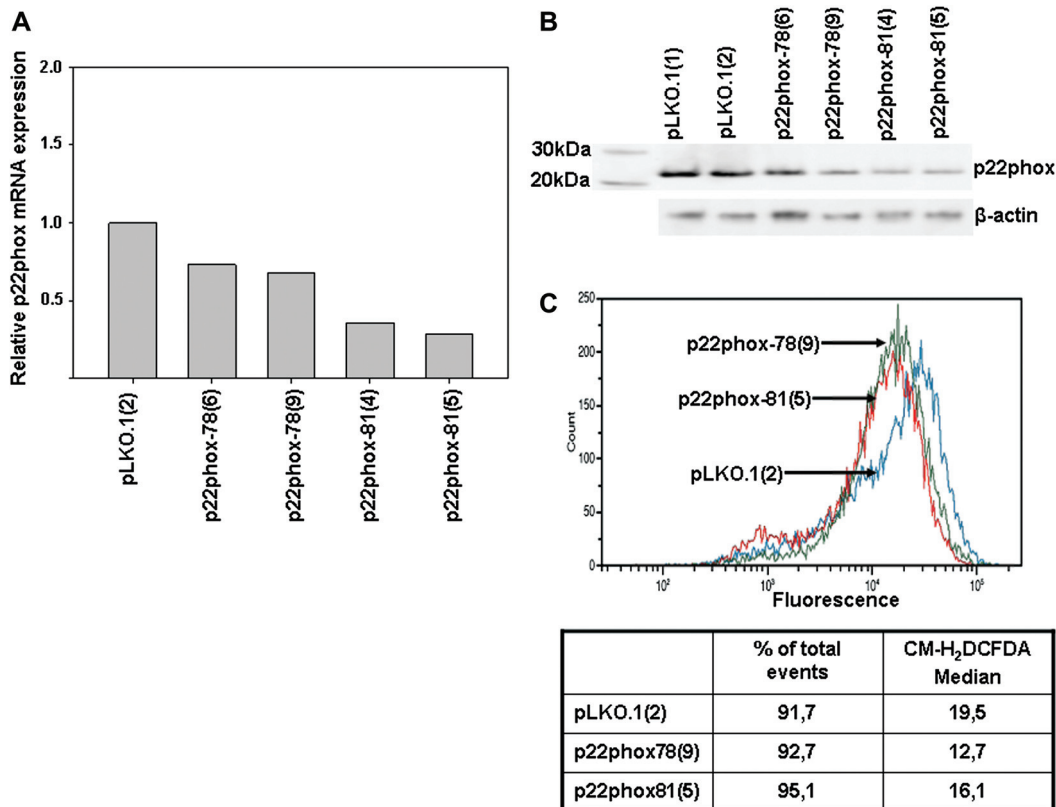 A
Relative p22phox mRNA expression
2.0
1.5
1.0
0.5
pLKO.1(2)
p22phox-78(6)
p22phox-78(9)
p22phox-81(4)
p22phox-81(5)
B
pLKO.1(1)
pLKO.1(2)
p22phox-78(6)
p22phox-78(9)
p22phox-81(4)
p22phox-81(5)
30kDa
20kDa
p22phox
β-actin
C
Count
250
200
150
100
50
0
p22phox-78(9)
p22phox-81(5)
pLKO.1(2)
10² 10³ 10⁴ 10⁵
Fluorescence
% of total events CM-H₂DCFDA Median
pLKO.1(2) 91,7 19,5
p22phox78(9) 92,7 12,7
p22phox81(5) 95,1 16,1